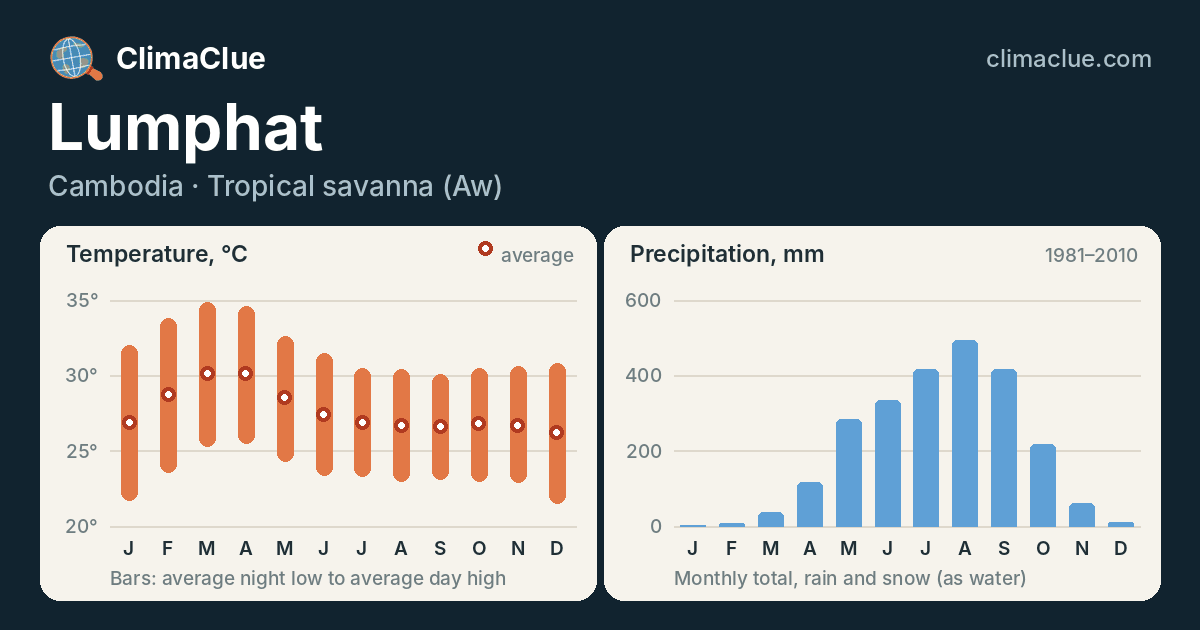 ClimaClue
climaclue.com
Lumphat
Cambodia · Tropical savanna (Aw)
Temperature, °C
average
35°
30°
25°
20°
J F M A M J J A S O N D
Bars: average night low to average day high
Precipitation, mm
1981–2010
600
400
200
0
J F M A M J J A S O N D
Monthly total, rain and snow (as water)